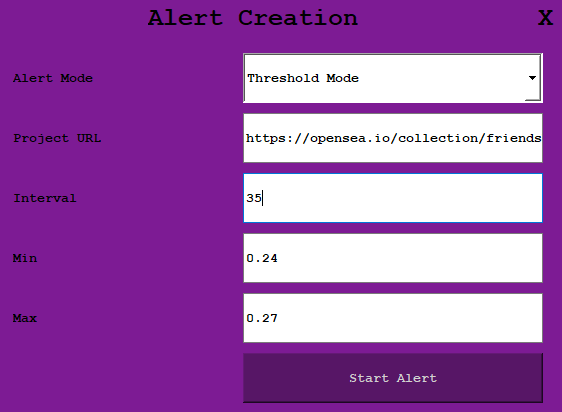 Alert Creation X
Alert Mode Threshold Mode
Project URL https://opensea.io/collection/friends
Interval 35
Min 0.24
Max 0.27
Start Alert